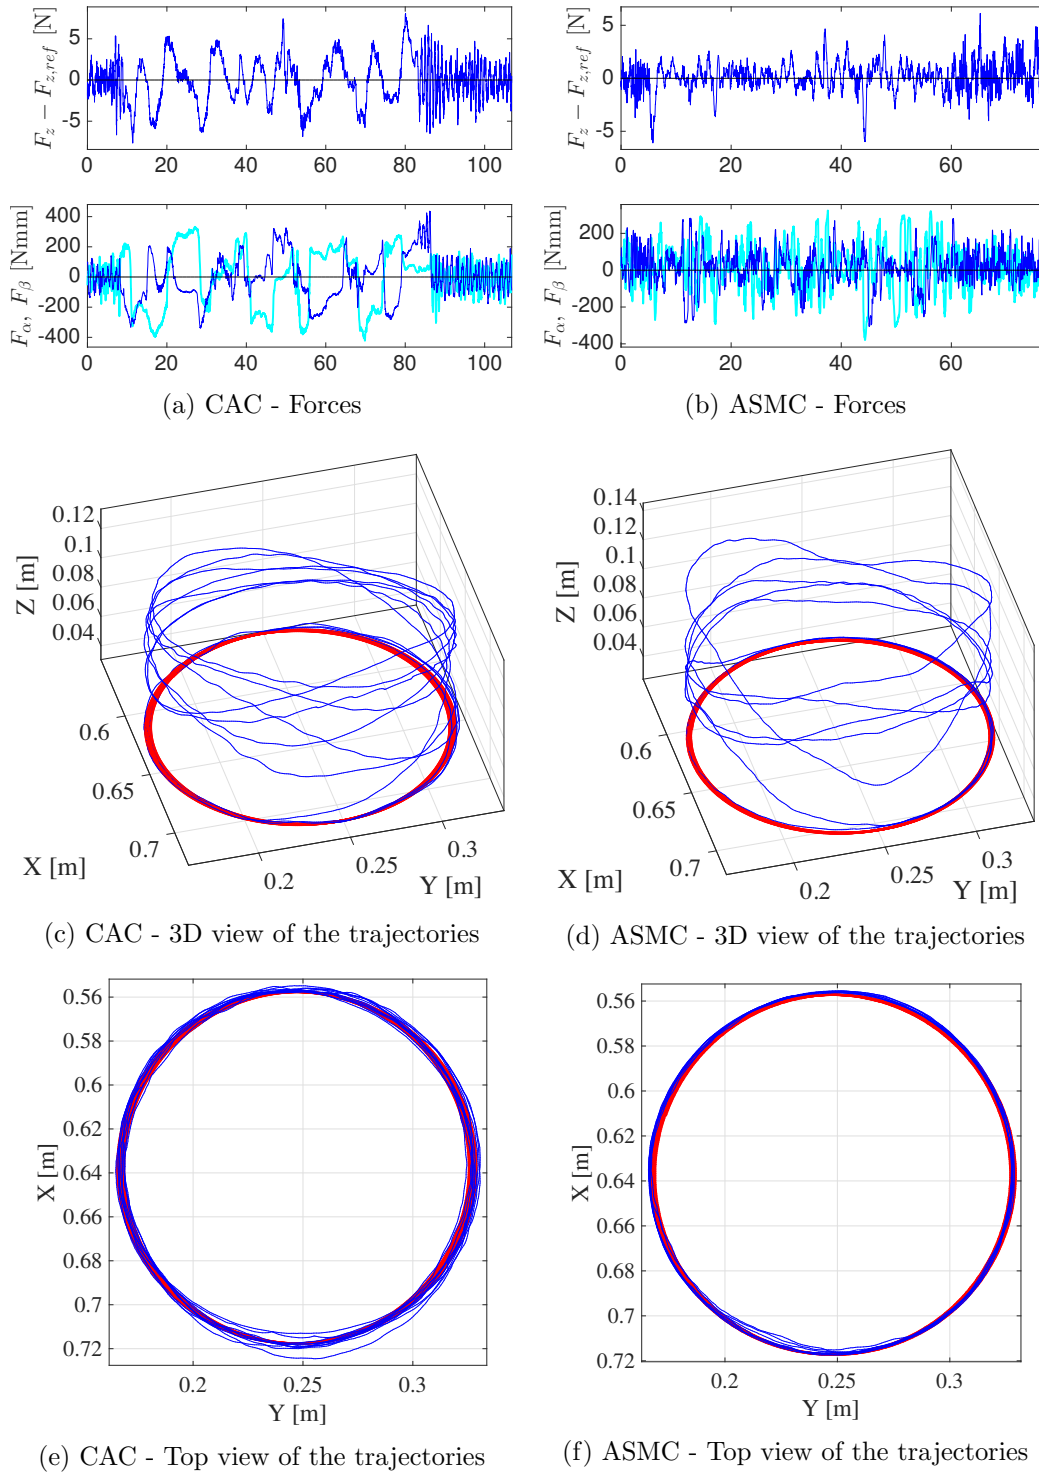 F_z − F_{z,ref} [N]
5
0
-5
0 20 40 60 80 100
F_z − F_{z,ref} [N]
5
0
-5
0 20 40 60
F_α, F_β [Nmm]
400
200
0
-200
-400
0 20 40 60 80 100
F_α, F_β [Nmm]
200
0
-200
-400
0 20 40 60
(a) CAC - Forces
(b) ASMC - Forces
Z [m]
0.12
0.1
0.08
0.06
0.04
0.6
0.65
0.7
X [m]
0.2
0.25
0.3
Y [m]
Z [m]
0.14
0.12
0.1
0.08
0.06
0.04
0.6
0.65
0.7
X [m]
0.2
0.25
0.3
Y [m]
(c) CAC - 3D view of the trajectories
(d) ASMC - 3D view of the trajectories
X [m]
0.56
0.58
0.6
0.62
0.64
0.66
0.68
0.7
0.72
0.2 0.25 0.3
Y [m]
X [m]
0.56
0.58
0.6
0.62
0.64
0.66
0.68
0.7
0.72
0.2 0.25 0.3
Y [m]
(e) CAC - Top view of the trajectories
(f) ASMC - Top view of the trajectories